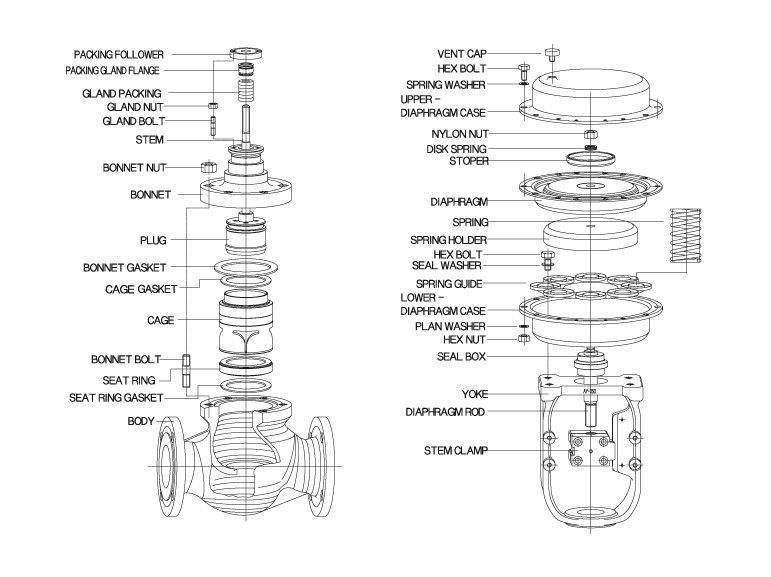 PACKING FOLLOWER
PACKING GLAND FLANGE
GLAND PACKING
GLAND NUT
GLAND BOLT
STEM
BONNET NUT
BONNET
PLUG
BONNET GASKET
CAGE GASKET
CAGE
BONNET BOLT
SEAT RING
SEAT RING GASKET
BODY
VENT CAP
HEX BOLT
SPRING WASHER
UPPER -
DIAPHRAGM CASE
NYLON NUT
DISK SPRING
STOPER
DIAPHRAGM
SPRING
SPRING HOLDER
HEX BOLT
SEAL WASHER
SPRING GUIDE
LOWER -
DIAPHRAGM CASE
PLAN WASHER
HEX NUT
SEAL BOX
YOKE
DIAPHRAGM ROD
STEM CLAMP